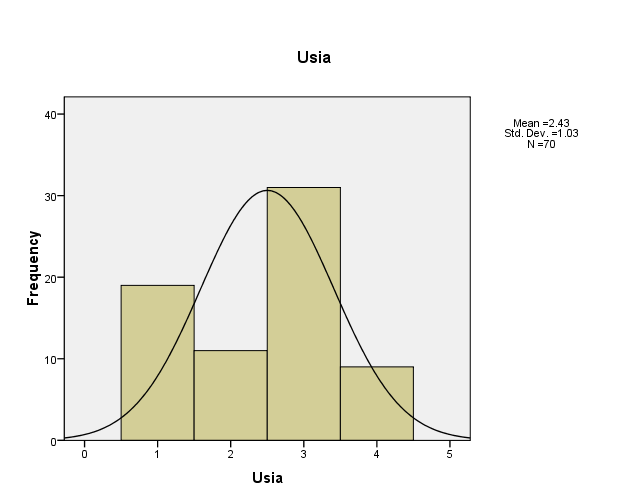 Usia
Mean =2.43
Std. Dev. =1.03
N =70
40
30
20
10
0
Frequency
0 1 2 3 4 5
Usia